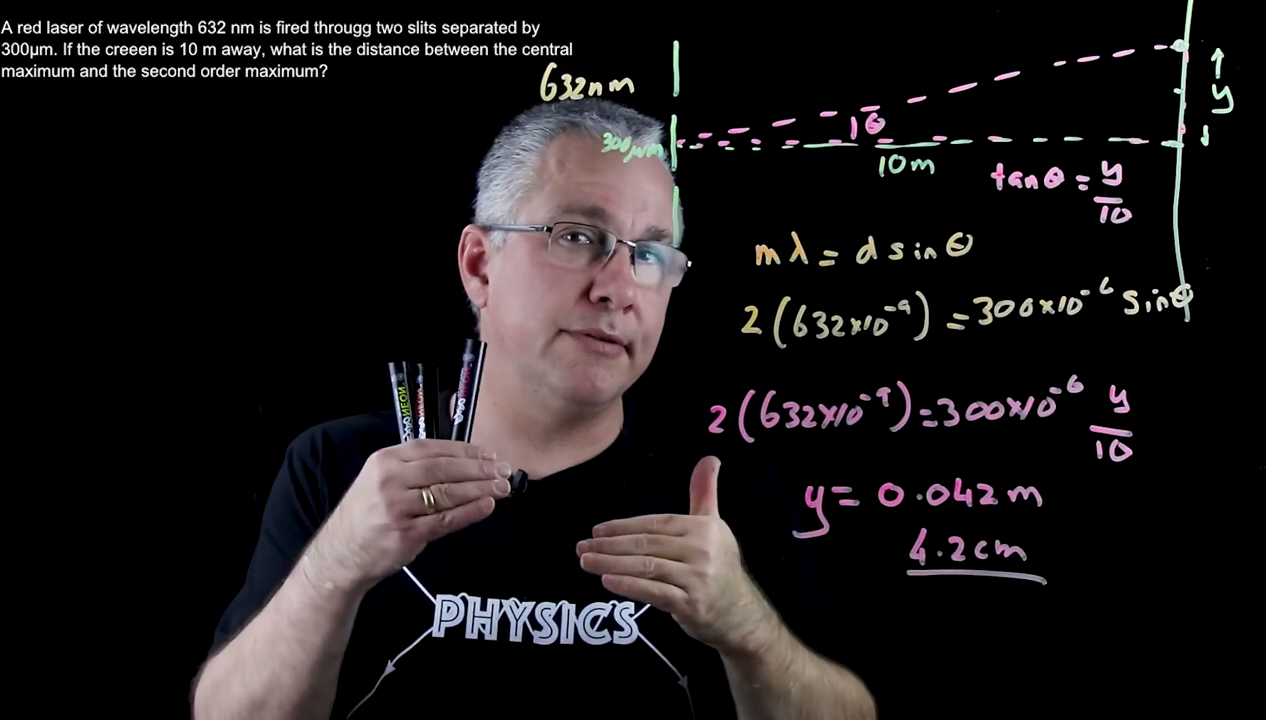 A red laser of wavelength 632 nm is fired througg two slits separated by
300µm. If the creeen is 10 m away, what is the distance between the central
maximum and the second order maximum?
632nm
300µm
θ
y
10m
tanθ = y/10
mλ = d sinθ
2(632×10⁻⁹) = 300×10⁻⁶ sinθ
2(632×10⁻⁹) = 300×10⁻⁶ y/10
y = 0.042m
4.2cm
NEON
NEON
NEON
PHYSICS